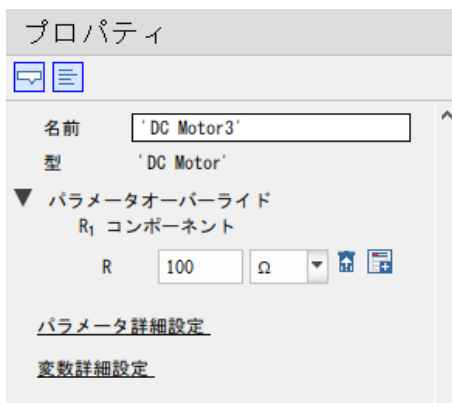 プロパティ
名前 'DC Motor3'
型 'DC Motor'
▼ パラメータオーバーライド
R₁ コンポーネント
R 100 Ω
パラメータ詳細設定
変数詳細設定